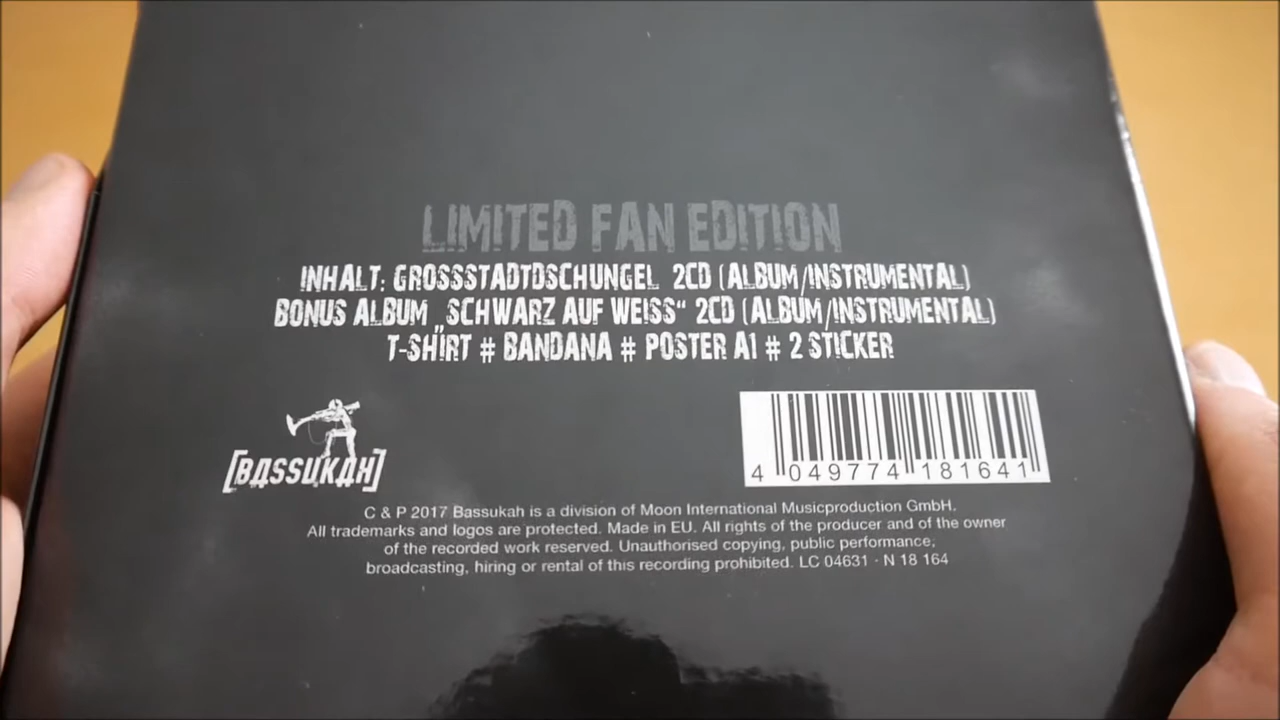 LIMITED FAN EDITION
INHALT: GROSSSTADTDSCHUNGEL 2CD (ALBUM/INSTRUMENTAL)
BONUS ALBUM „SCHWARZ AUF WEISS“ 2CD (ALBUM/INSTRUMENTAL)
T-SHIRT # BANDANA # POSTER A1 # 2 STICKER
[BASSUKAH]
4 049774 181641
C & P 2017 Bassukah is a division of Moon International Musicproduction GmbH.
All trademarks and logos are protected. Made in EU. All rights of the producer and of the owner
of the recorded work reserved. Unauthorised copying, public performance,
broadcasting, hiring or rental of this recording prohibited. LC 04631 · N 18 164